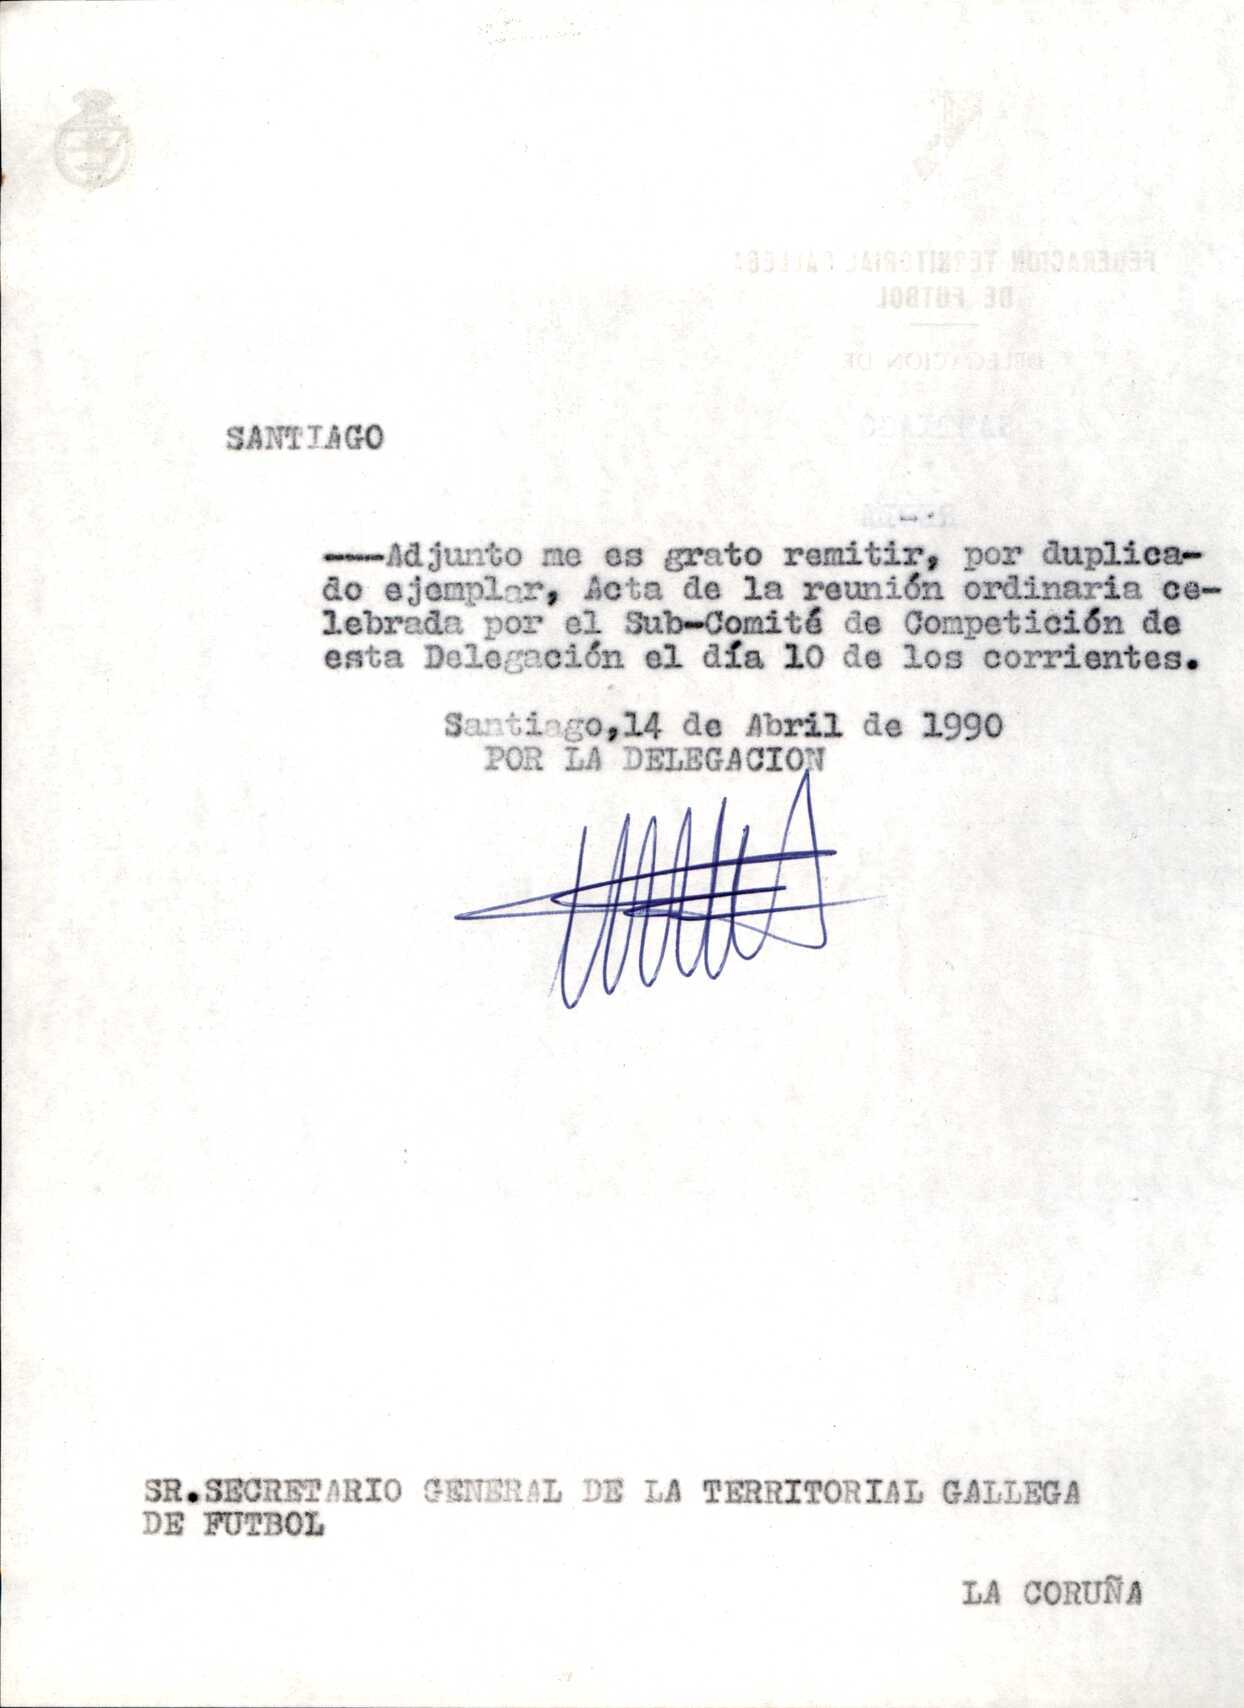 SANTIAGO
----Adjunto me es grato remitir, por duplica-
do ejemplar, Acta de la reunión ordinaria ce-
lebrada por el Sub-Comité de Competición de
esta Delegación el día 10 de los corrientes.
Santiago,14 de Abril de 1990
POR LA DELEGACION
SR.SECRETARIO GENERAL DE LA TERRITORIAL GALLEGA
DE FUTBOL
LA CORUÑA